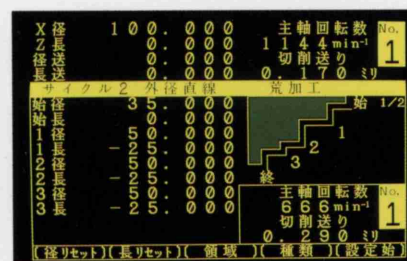 X径 100.000
Z長 0.000
径送 0.000
長送 0.000
主軸回転数 No.
1144min⁻¹ 1
切削送り
0.170 ミリ
サイクル2 外径直線 荒加工
始径 35.000
始長 0.000
1径 50.000
1長 -25.000
2径 50.000
2長 -25.000
3径 50.000
3長 -25.000
始 1/2
1
2
3
終
主軸回転数 No.
666min⁻¹ 1
切削送り
0.290 ミリ
(径リセット)(長リセット)( 領域 )( 種類 )(設定始)